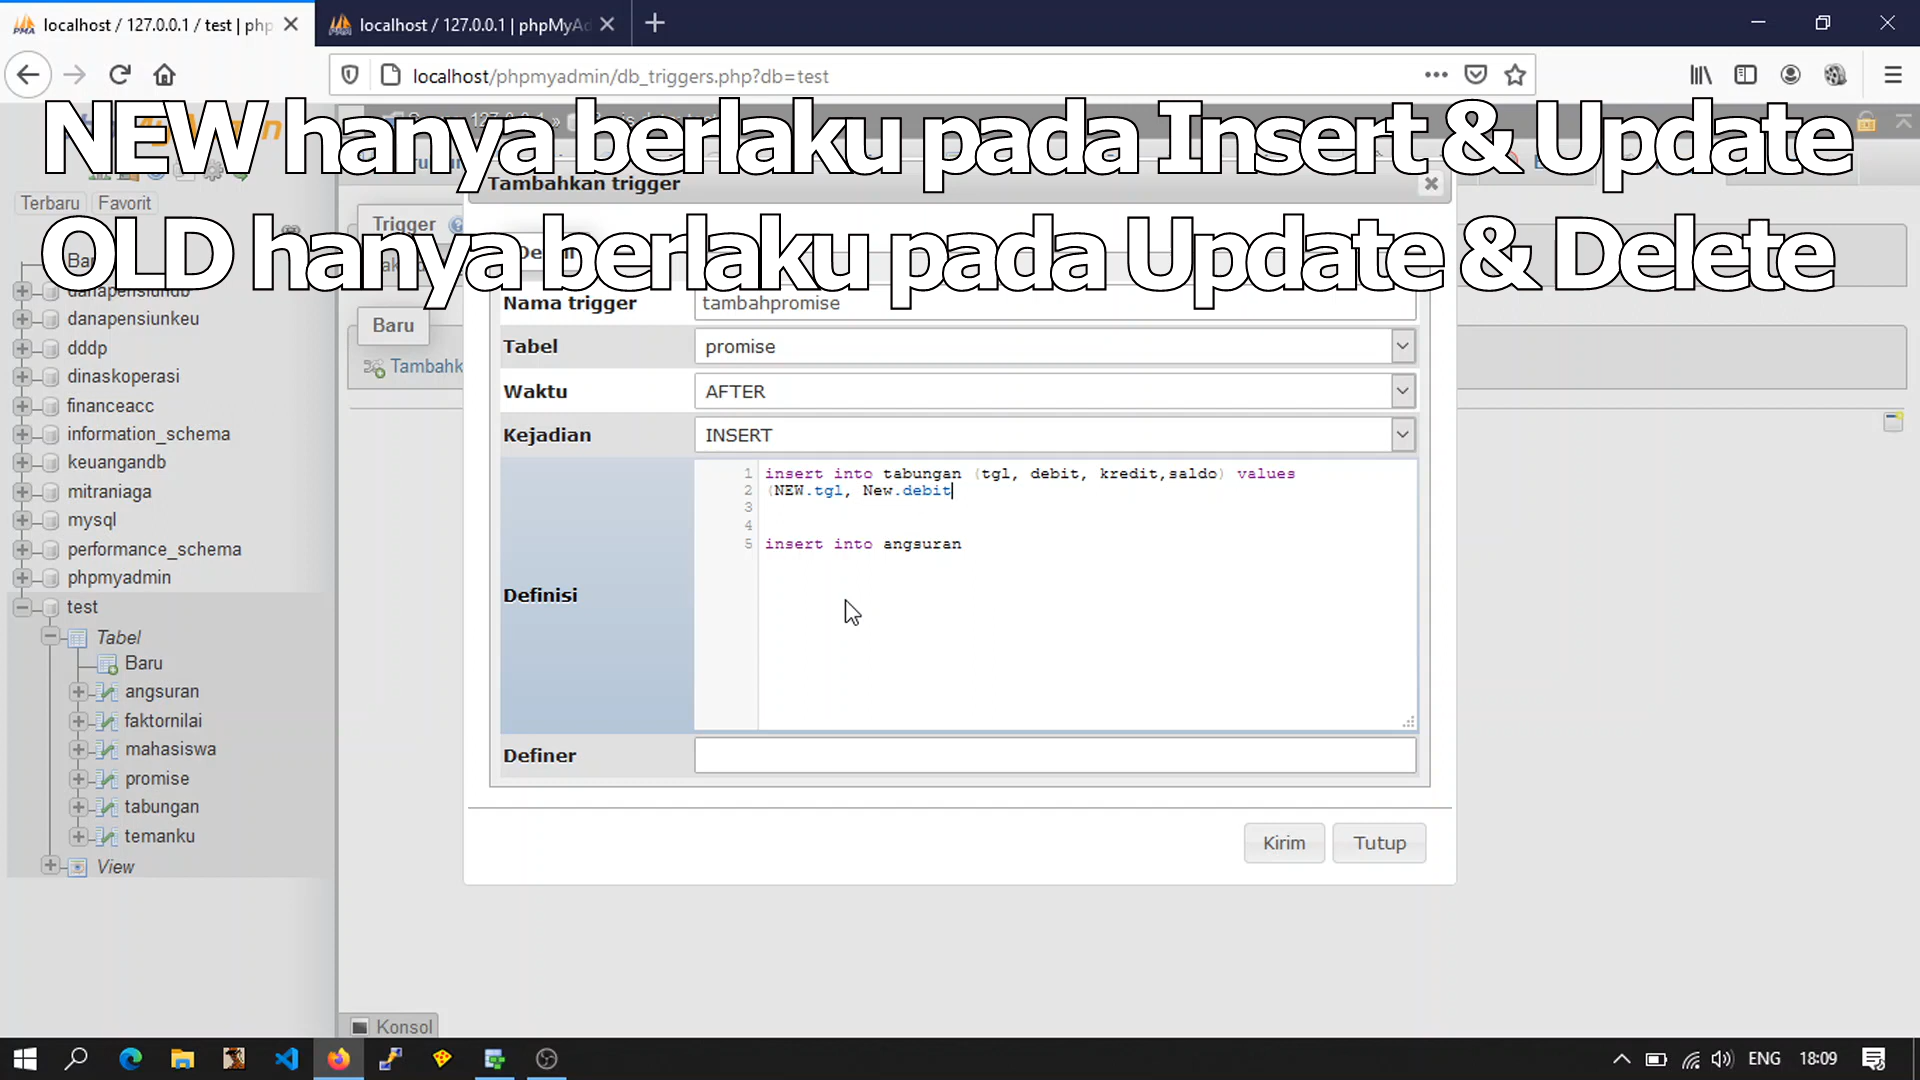 localhost / 127.0.0.1 / test | php
localhost / 127.0.0.1 | phpMyAd
localhost/phpmyadmin/db_triggers.php?db=test
NEW hanya berlaku pada Insert & Update
OLD hanya berlaku pada Update & Delete
Terbaru
Favorit
danapensiundb
danapensiunkeu
dddp
dinaskoperasi
financeacc
information_schema
keuangandb
mitraniaga
mysql
performance_schema
phpmyadmin
test
Tabel
Baru
angsuran
faktornilai
mahasiswa
promise
tabungan
temanku
View
Trigger
Baru
Tambahk
Tambahkan trigger
Nama trigger
tambahpromise
Tabel
promise
Waktu
AFTER
Kejadian
INSERT
Definisi
1 insert into tabungan (tgl, debit, kredit,saldo) values
2 (NEW.tgl, New.debit
3
4
5 insert into angsuran
Definer
Kirim
Tutup
Konsol
ENG
18:09